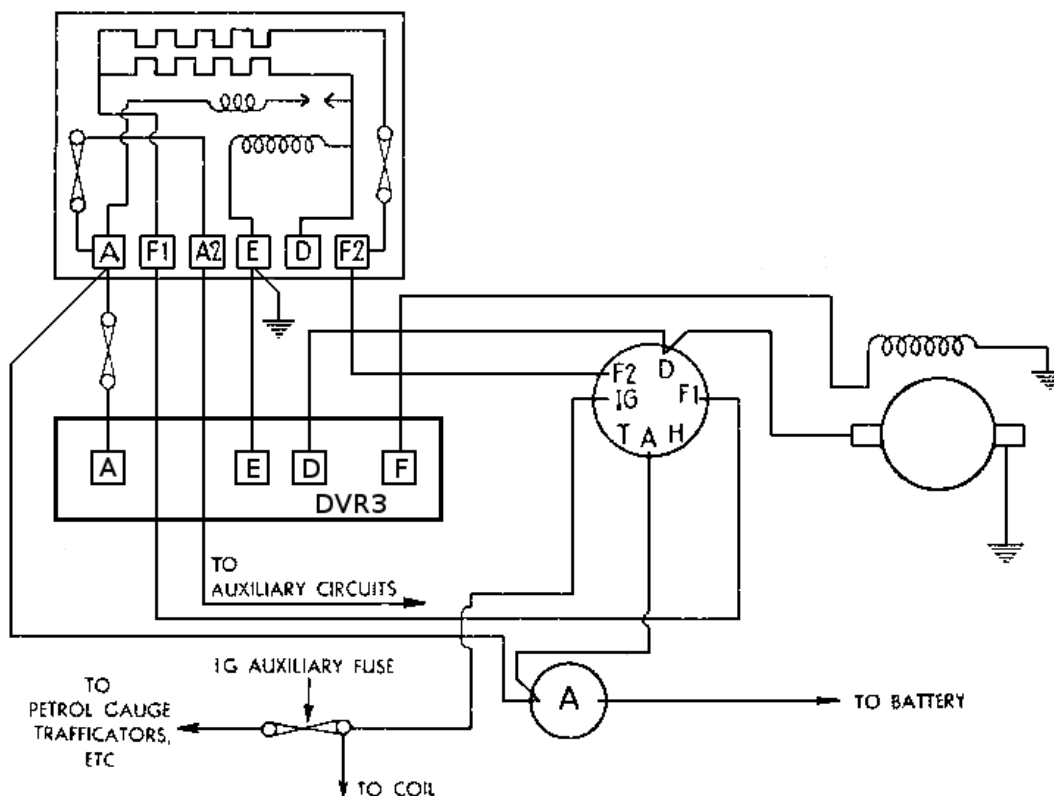 A F1 A2 E D F2
F2 D
IG F1
T A H
A E D F
DVR3
TO
AUXILIARY CIRCUITS
IG AUXILIARY FUSE
TO
PETROL GAUGE
TRAFFICATORS,
ETC
A
TO BATTERY
TO COIL